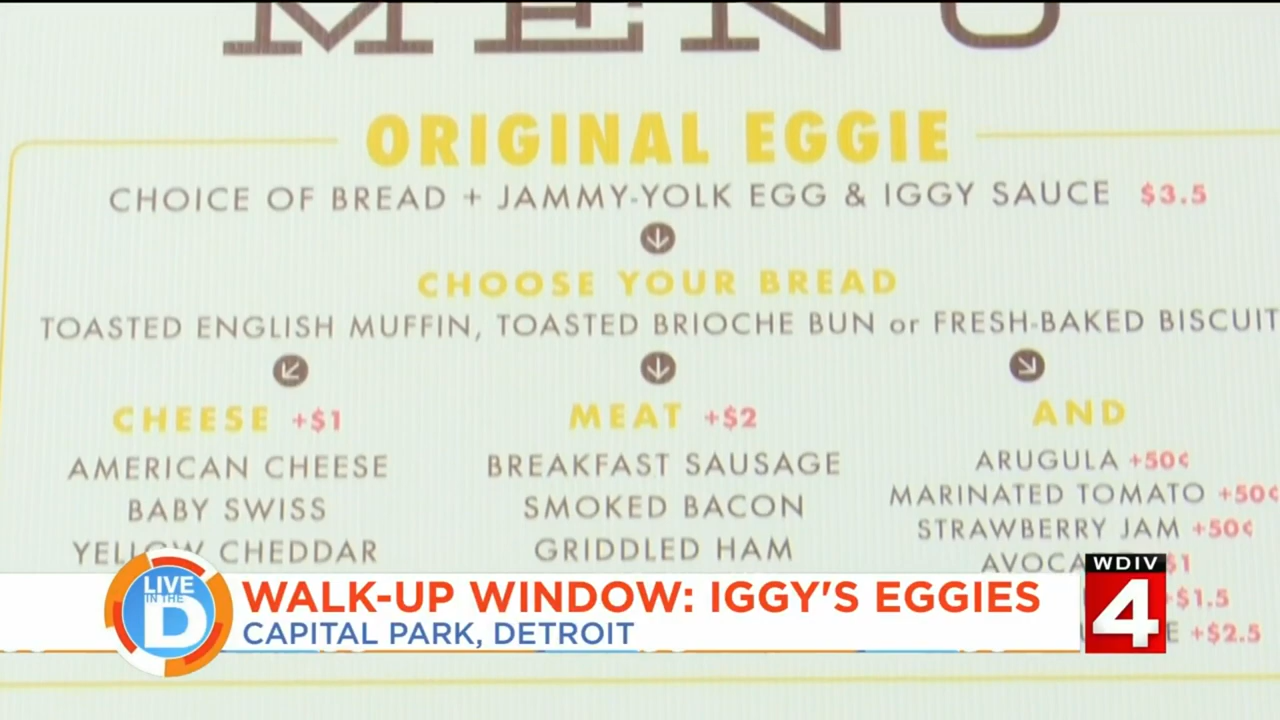 MENU
ORIGINAL EGGIE
CHOICE OF BREAD + JAMMY-YOLK EGG & IGGY SAUCE $3.5
CHOOSE YOUR BREAD
TOASTED ENGLISH MUFFIN, TOASTED BRIOCHE BUN or FRESH-BAKED BISCUIT
CHEESE +$1
AMERICAN CHEESE
BABY SWISS
YELLOW CHEDDAR
MEAT +$2
BREAKFAST SAUSAGE
SMOKED BACON
GRIDDLED HAM
AND
ARUGULA +50¢
MARINATED TOMATO +50¢
STRAWBERRY JAM +50¢
$1
+$1.5
+$2.5
LIVE
IN THE
D
WALK-UP WINDOW: IGGY'S EGGIES
CAPITAL PARK, DETROIT
WDIV
4